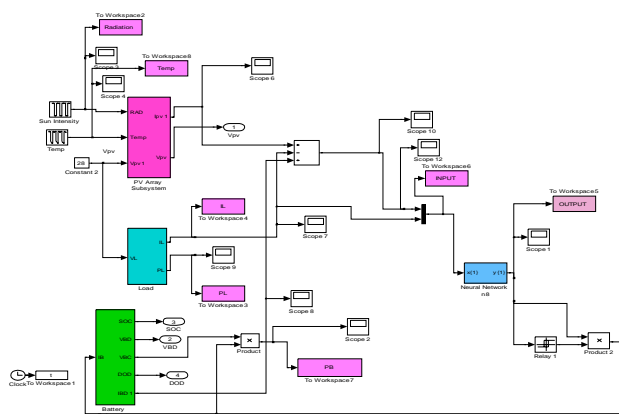 To Workspace2
Radiation
Scope 3
To Workspace8
Temp
Scope 4
Scope 6
Sun Intensity
Temp
RAD
Temp
Vpv1
Ipv 1
Vpv
PV Array
Subsystem
1
Vpv
Vpv
28
Constant 2
Scope 10
Scope 12
To Workspace6
INPUT
To Workspace5
OUTPUT
IL
To Workspace4
Scope 7
VL
IL
PL
Load
Scope 9
PL
To Workspace3
Scope 8
x(1)
y (1)
Neural Network
Scope 1
Relay 1
×
Product 2
IB
SOC
VBD
VBC
DOD
IBD 1
Battery
3
SOC
2
VBD
4
DOD
×
Product
Scope 2
PB
To Workspace7
Clock
t
To Workspace1